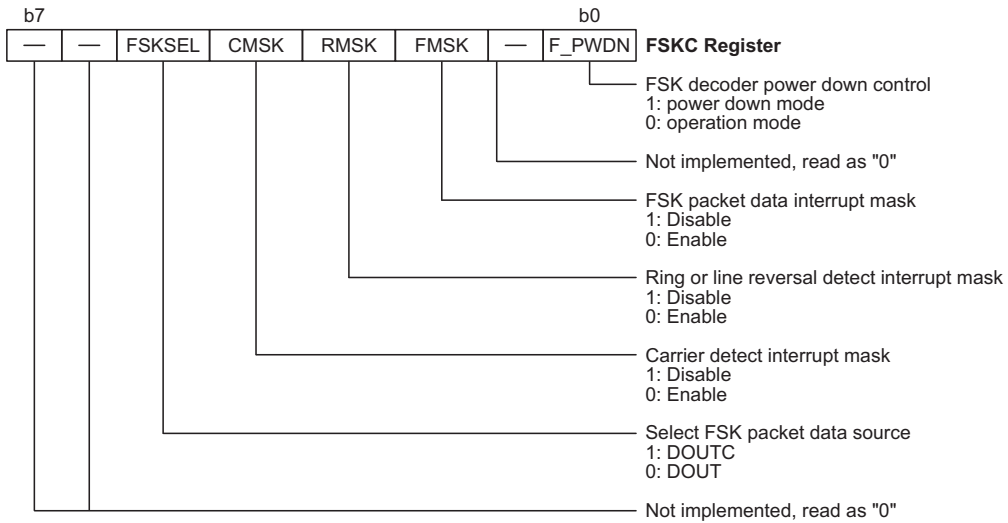 b7 b0
— — FSKSEL CMSK RMSK FMSK — F_PWDN FSKC Register
FSK decoder power down control
1: power down mode
0: operation mode
Not implemented, read as "0"
FSK packet data interrupt mask
1: Disable
0: Enable
Ring or line reversal detect interrupt mask
1: Disable
0: Enable
Carrier detect interrupt mask
1: Disable
0: Enable
Select FSK packet data source
1: DOUTC
0: DOUT
Not implemented, read as "0"